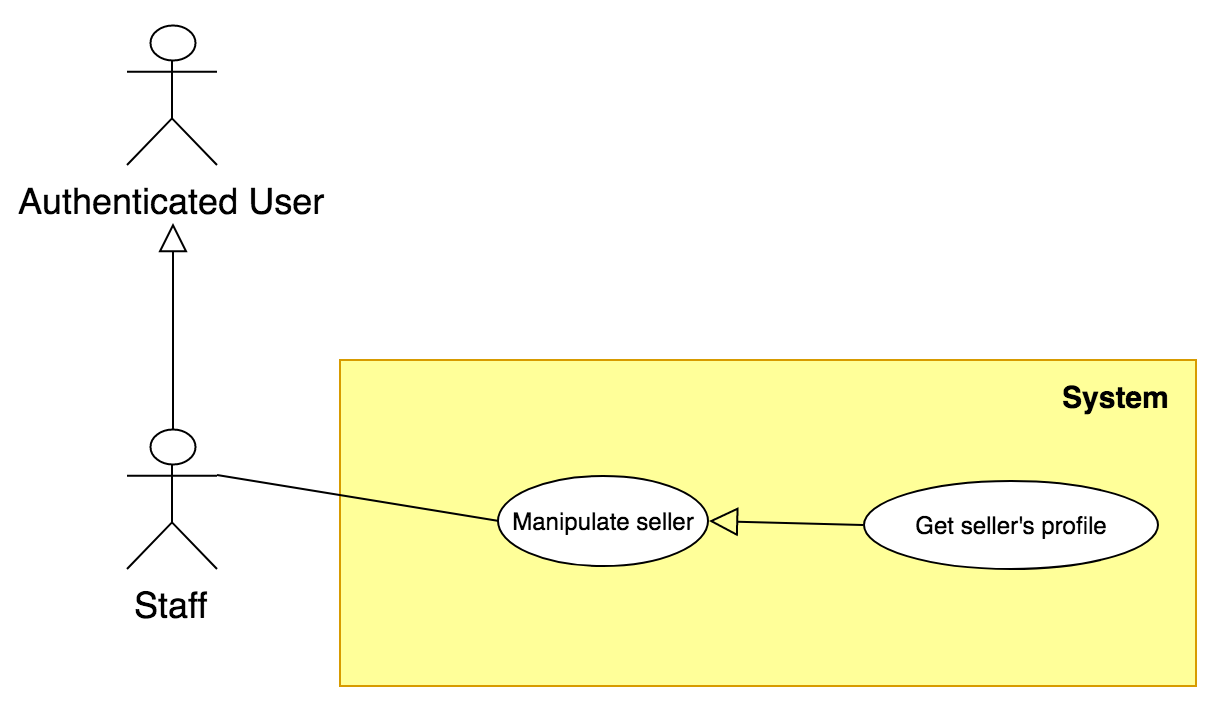 Authenticated User
System
Manipulate seller
Get seller's profile
Staff